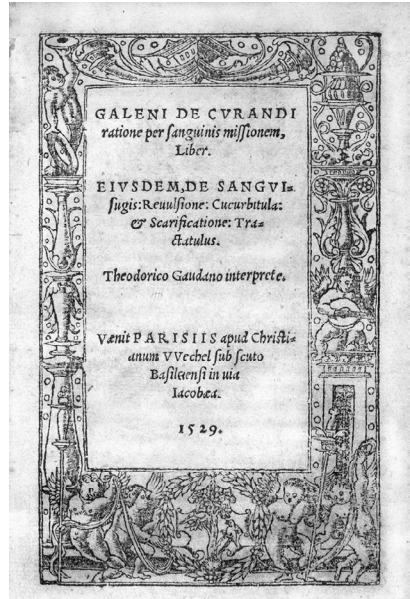 GALENI DE CVRANDI
ratione per ſanguinis miſſionem,
Liber.
EIVSDEM, DE SANGVI=
ſugis: Reuulſione: Cucurbitula:
& Scarificatione: Tra=
ctatulus.
Theodorico Gaudano interprete.
Vænit PARISIIS apud Chriſti=
anum VVechel ſub ſcuto
Baſileienſi in uia
Iacobæa.
1529.